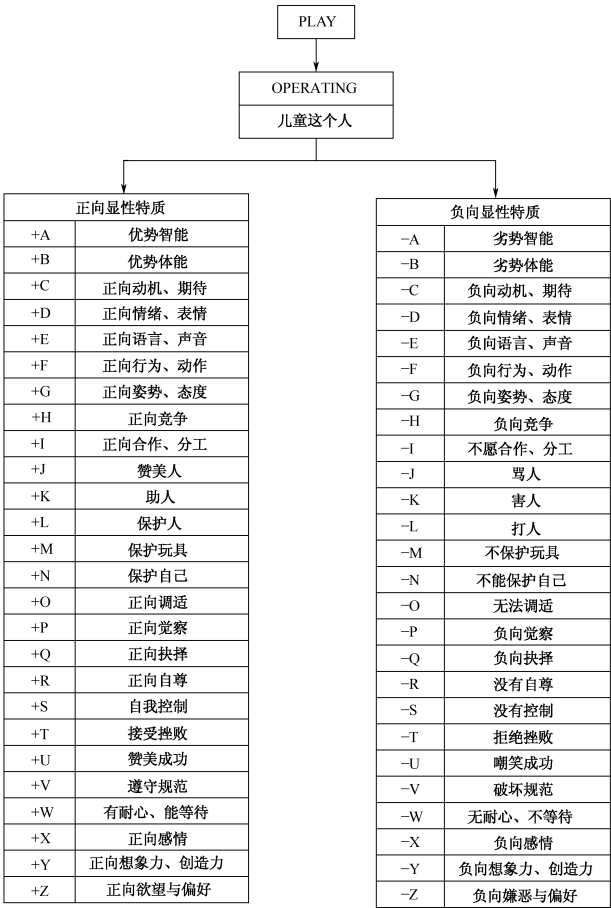 PLAY
OPERATING
儿童这个人
正向显性特质
+A 优势智能
+B 优势体能
+C 正向动机、期待
+D 正向情绪、表情
+E 正向语言、声音
+F 正向行为、动作
+G 正向姿势、态度
+H 正向竞争
+I 正向合作、分工
+J 赞美人
+K 助人
+L 保护人
+M 保护玩具
+N 保护自己
+O 正向调适
+P 正向觉察
+Q 正向抉择
+R 正向自尊
+S 自我控制
+T 接受挫败
+U 赞美成功
+V 遵守规范
+W 有耐心、能等待
+X 正向感情
+Y 正向想象力、创造力
+Z 正向欲望与偏好
负向显性特质
−A 劣势智能
−B 劣势体能
−C 负向动机、期待
−D 负向情绪、表情
−E 负向语言、声音
−F 负向行为、动作
−G 负向姿势、态度
−H 负向竞争
−I 不愿合作、分工
−J 骂人
−K 害人
−L 打人
−M 不保护玩具
−N 不能保护自己
−O 无法调适
−P 负向觉察
−Q 负向抉择
−R 没有自尊
−S 没有控制
−T 拒绝挫败
−U 嘲笑成功
−V 破坏规范
−W 无耐心、不等待
−X 负向感情
−Y 负向想象力、创造力
−Z 负向嫌恶与偏好